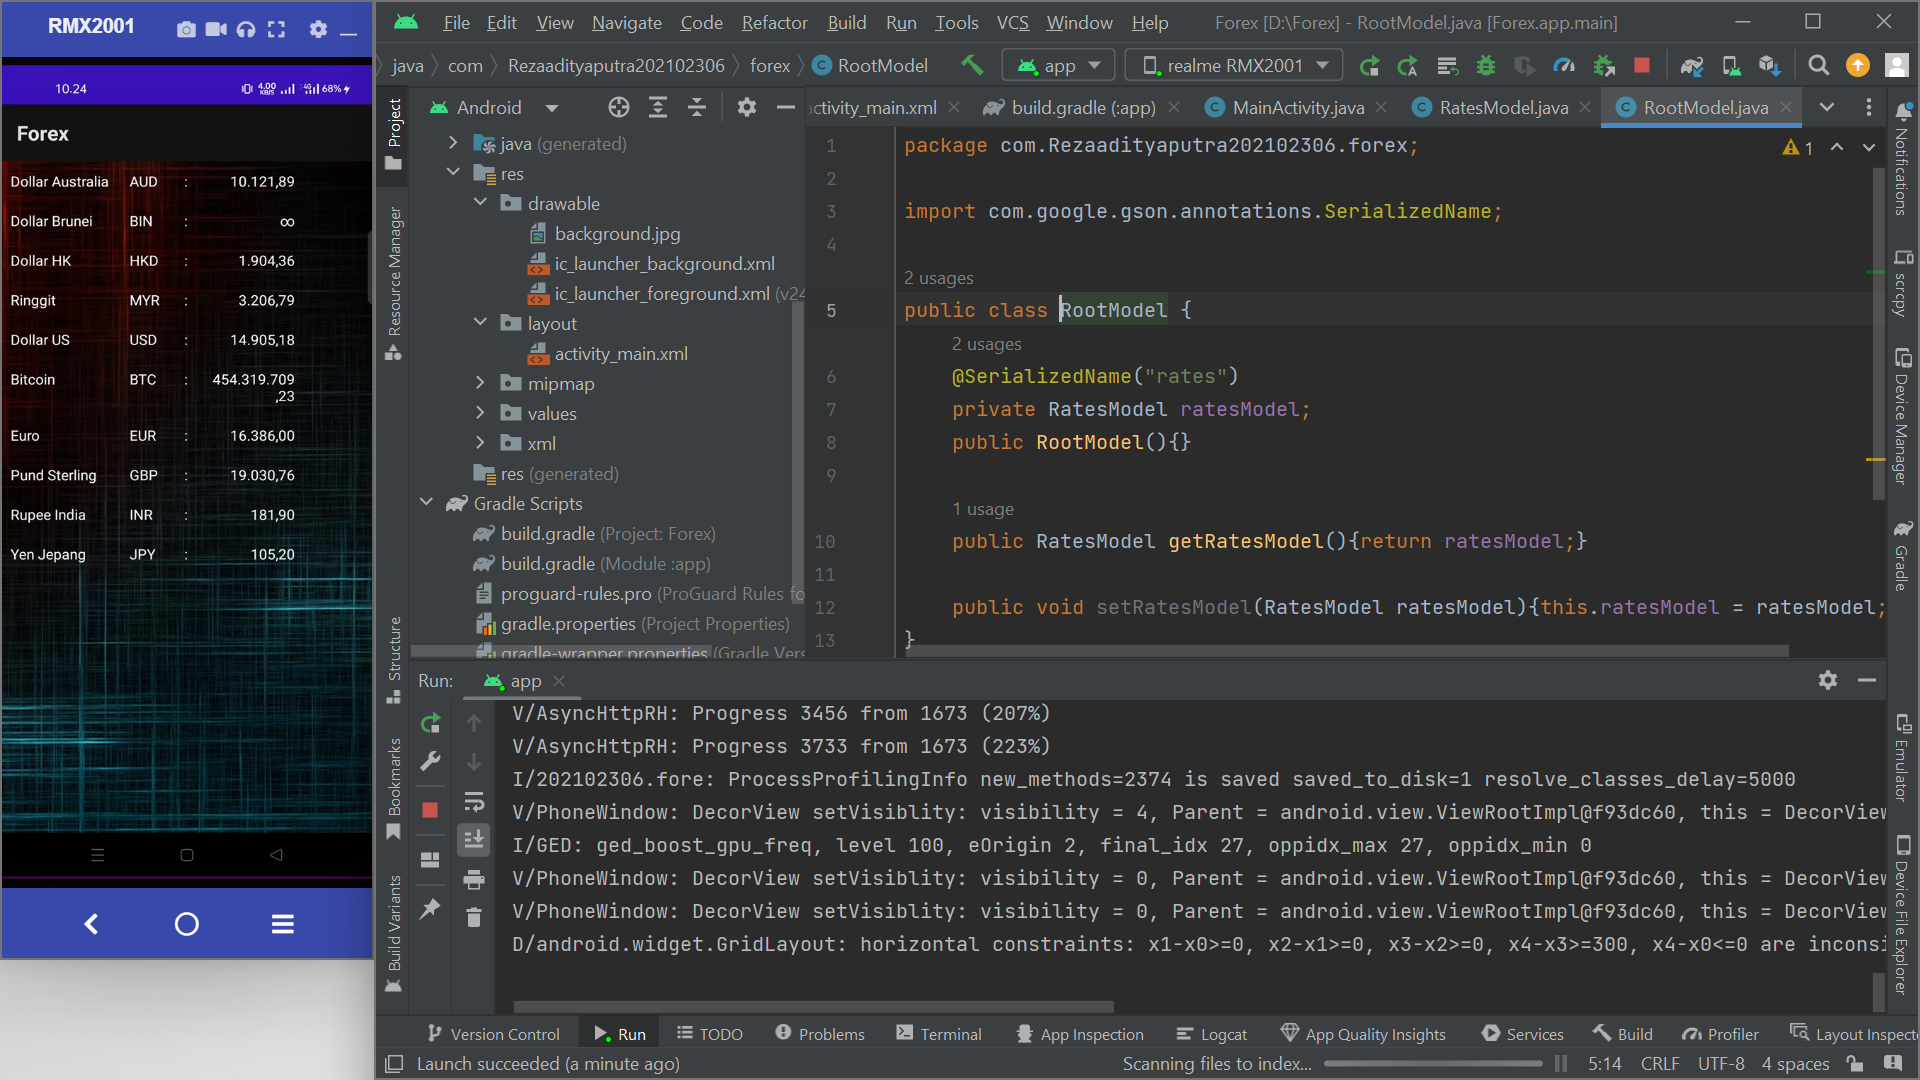 RMX2001
10.24
4,00 KB/S
4G
68%
Forex
Dollar Australia AUD : 10.121,89
Dollar Brunei BIN : ∞
Dollar HK HKD : 1.904,36
Ringgit MYR : 3.206,79
Dollar US USD : 14.905,18
Bitcoin BTC : 454.319.709
,23
Euro EUR : 16.386,00
Pund Sterling GBP : 19.030,76
Rupee India INR : 181,90
Yen Jepang JPY : 105,20
File Edit View Navigate Code Refactor Build Run Tools VCS Window Help Forex [D:\Forex] - RootModel.java [Forex.app.main]
java com Rezaadityaputra202102306 forex RootModel app realme RMX2001
Project
Resource Manager
Structure
Bookmarks
Build Variants
Android
java (generated)
res
drawable
background.jpg
ic_launcher_background.xml
ic_launcher_foreground.xml (v24
layout
activity_main.xml
mipmap
values
xml
res (generated)
Gradle Scripts
build.gradle (Project: Forex)
build.gradle (Module :app)
proguard-rules.pro (ProGuard Rules fo
gradle.properties (Project Properties)
gradle-wrapper.properties (Gradle Vers
ctivity_main.xml build.gradle (:app) MainActivity.java RatesModel.java RootModel.java
1 package com.Rezaadityaputra202102306.forex;
1
2
3 import com.google.gson.annotations.SerializedName;
4
2 usages
5 public class RootModel {
2 usages
6 @SerializedName("rates")
7 private RatesModel ratesModel;
8 public RootModel(){}
9
1 usage
10 public RatesModel getRatesModel(){return ratesModel;}
11
12 public void setRatesModel(RatesModel ratesModel){this.ratesModel = ratesModel;
13 }
Notifications
scrcpy
Device Manager
Gradle
Emulator
Device File Explorer
Run: app
V/AsyncHttpRH: Progress 3456 from 1673 (207%)
V/AsyncHttpRH: Progress 3733 from 1673 (223%)
I/202102306.fore: ProcessProfilingInfo new_methods=2374 is saved saved_to_disk=1 resolve_classes_delay=5000
V/PhoneWindow: DecorView setVisiblity: visibility = 4, Parent = android.view.ViewRootImpl@f93dc60, this = DecorView
I/GED: ged_boost_gpu_freq, level 100, eOrigin 2, final_idx 27, oppidx_max 27, oppidx_min 0
V/PhoneWindow: DecorView setVisiblity: visibility = 0, Parent = android.view.ViewRootImpl@f93dc60, this = DecorView
V/PhoneWindow: DecorView setVisiblity: visibility = 0, Parent = android.view.ViewRootImpl@f93dc60, this = DecorView
D/android.widget.GridLayout: horizontal constraints: x1-x0>=0, x2-x1>=0, x3-x2>=0, x4-x3>=300, x4-x0<=0 are inconsi
Version Control Run TODO Problems Terminal App Inspection Logcat App Quality Insights Services Build Profiler Layout Inspecto
Launch succeeded (a minute ago) Scanning files to index... 5:14 CRLF UTF-8 4 spaces